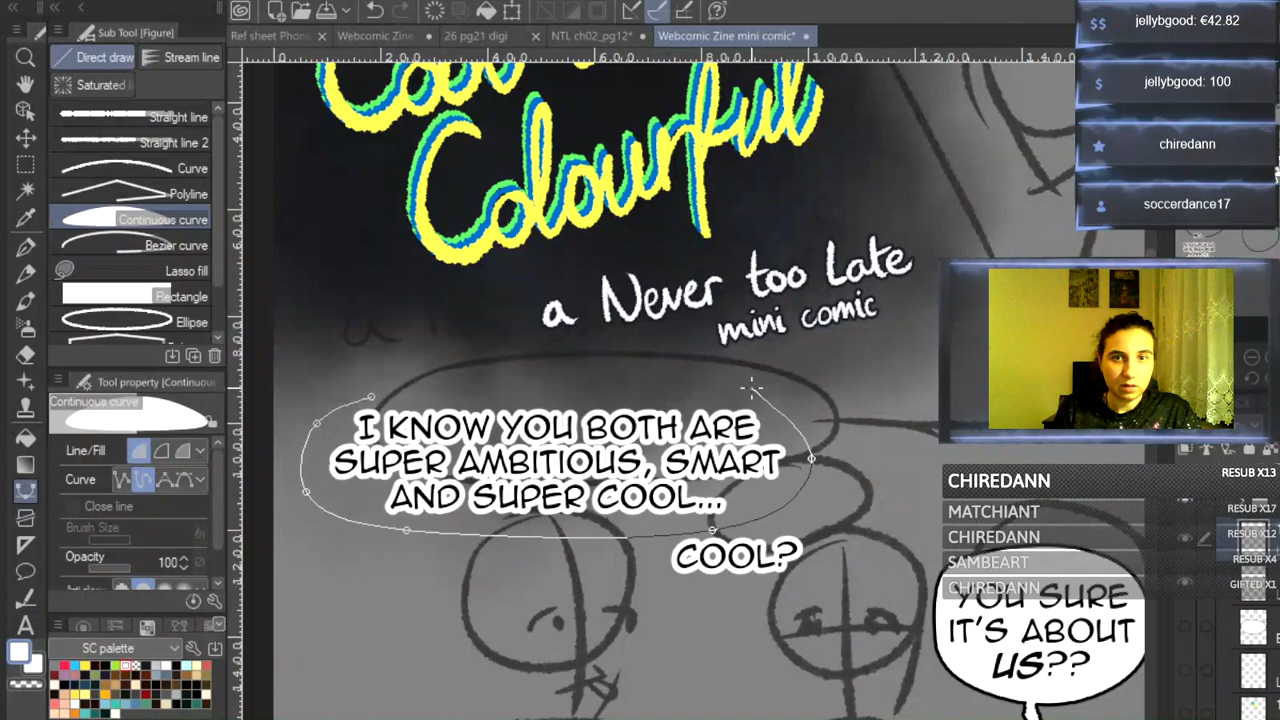 Sub Tool [Figure]
Direct draw
Stream line
Saturated l
Straight line
Straight line 2
Curve
Polyline
Continuous curve
Bezier curve
Lasso fill
Rectangle
Ellipse
Tool property [Continuou
Continuous curve
Line/Fill
Curve
Close line
Brush Size
Opacity
100
SC palette
Ref sheet Phon
Webcomic Zine
26 pg21 digi
NTL ch02_pg12*
Webcomic Zine mini comic*
Colourful
a Never too Late
mini comic
I KNOW YOU BOTH ARE
SUPER AMBITIOUS, SMART
AND SUPER COOL...
COOL?
YOU SURE
IT'S ABOUT
US??
jellybgood: €42.82
jellybgood: 100
chiredann
soccerdance17
CHIREDANN RESUB X13
MATCHIANT RESUB X17
CHIREDANN RESUB X12
SAMBEART RESUB X4
CHIREDANN GIFTED X1